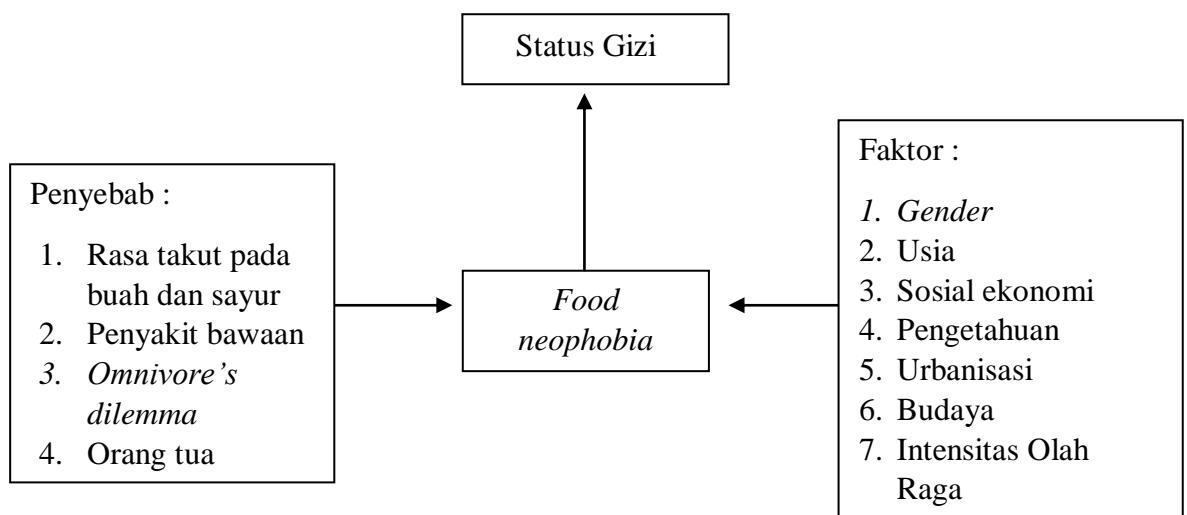 Status Gizi
Penyebab :
1. Rasa takut pada
buah dan sayur
2. Penyakit bawaan
3. Omnivore’s
dilemma
4. Orang tua
Food
neophobia
Faktor :
1. Gender
2. Usia
3. Sosial ekonomi
4. Pengetahuan
5. Urbanisasi
6. Budaya
7. Intensitas Olah
Raga